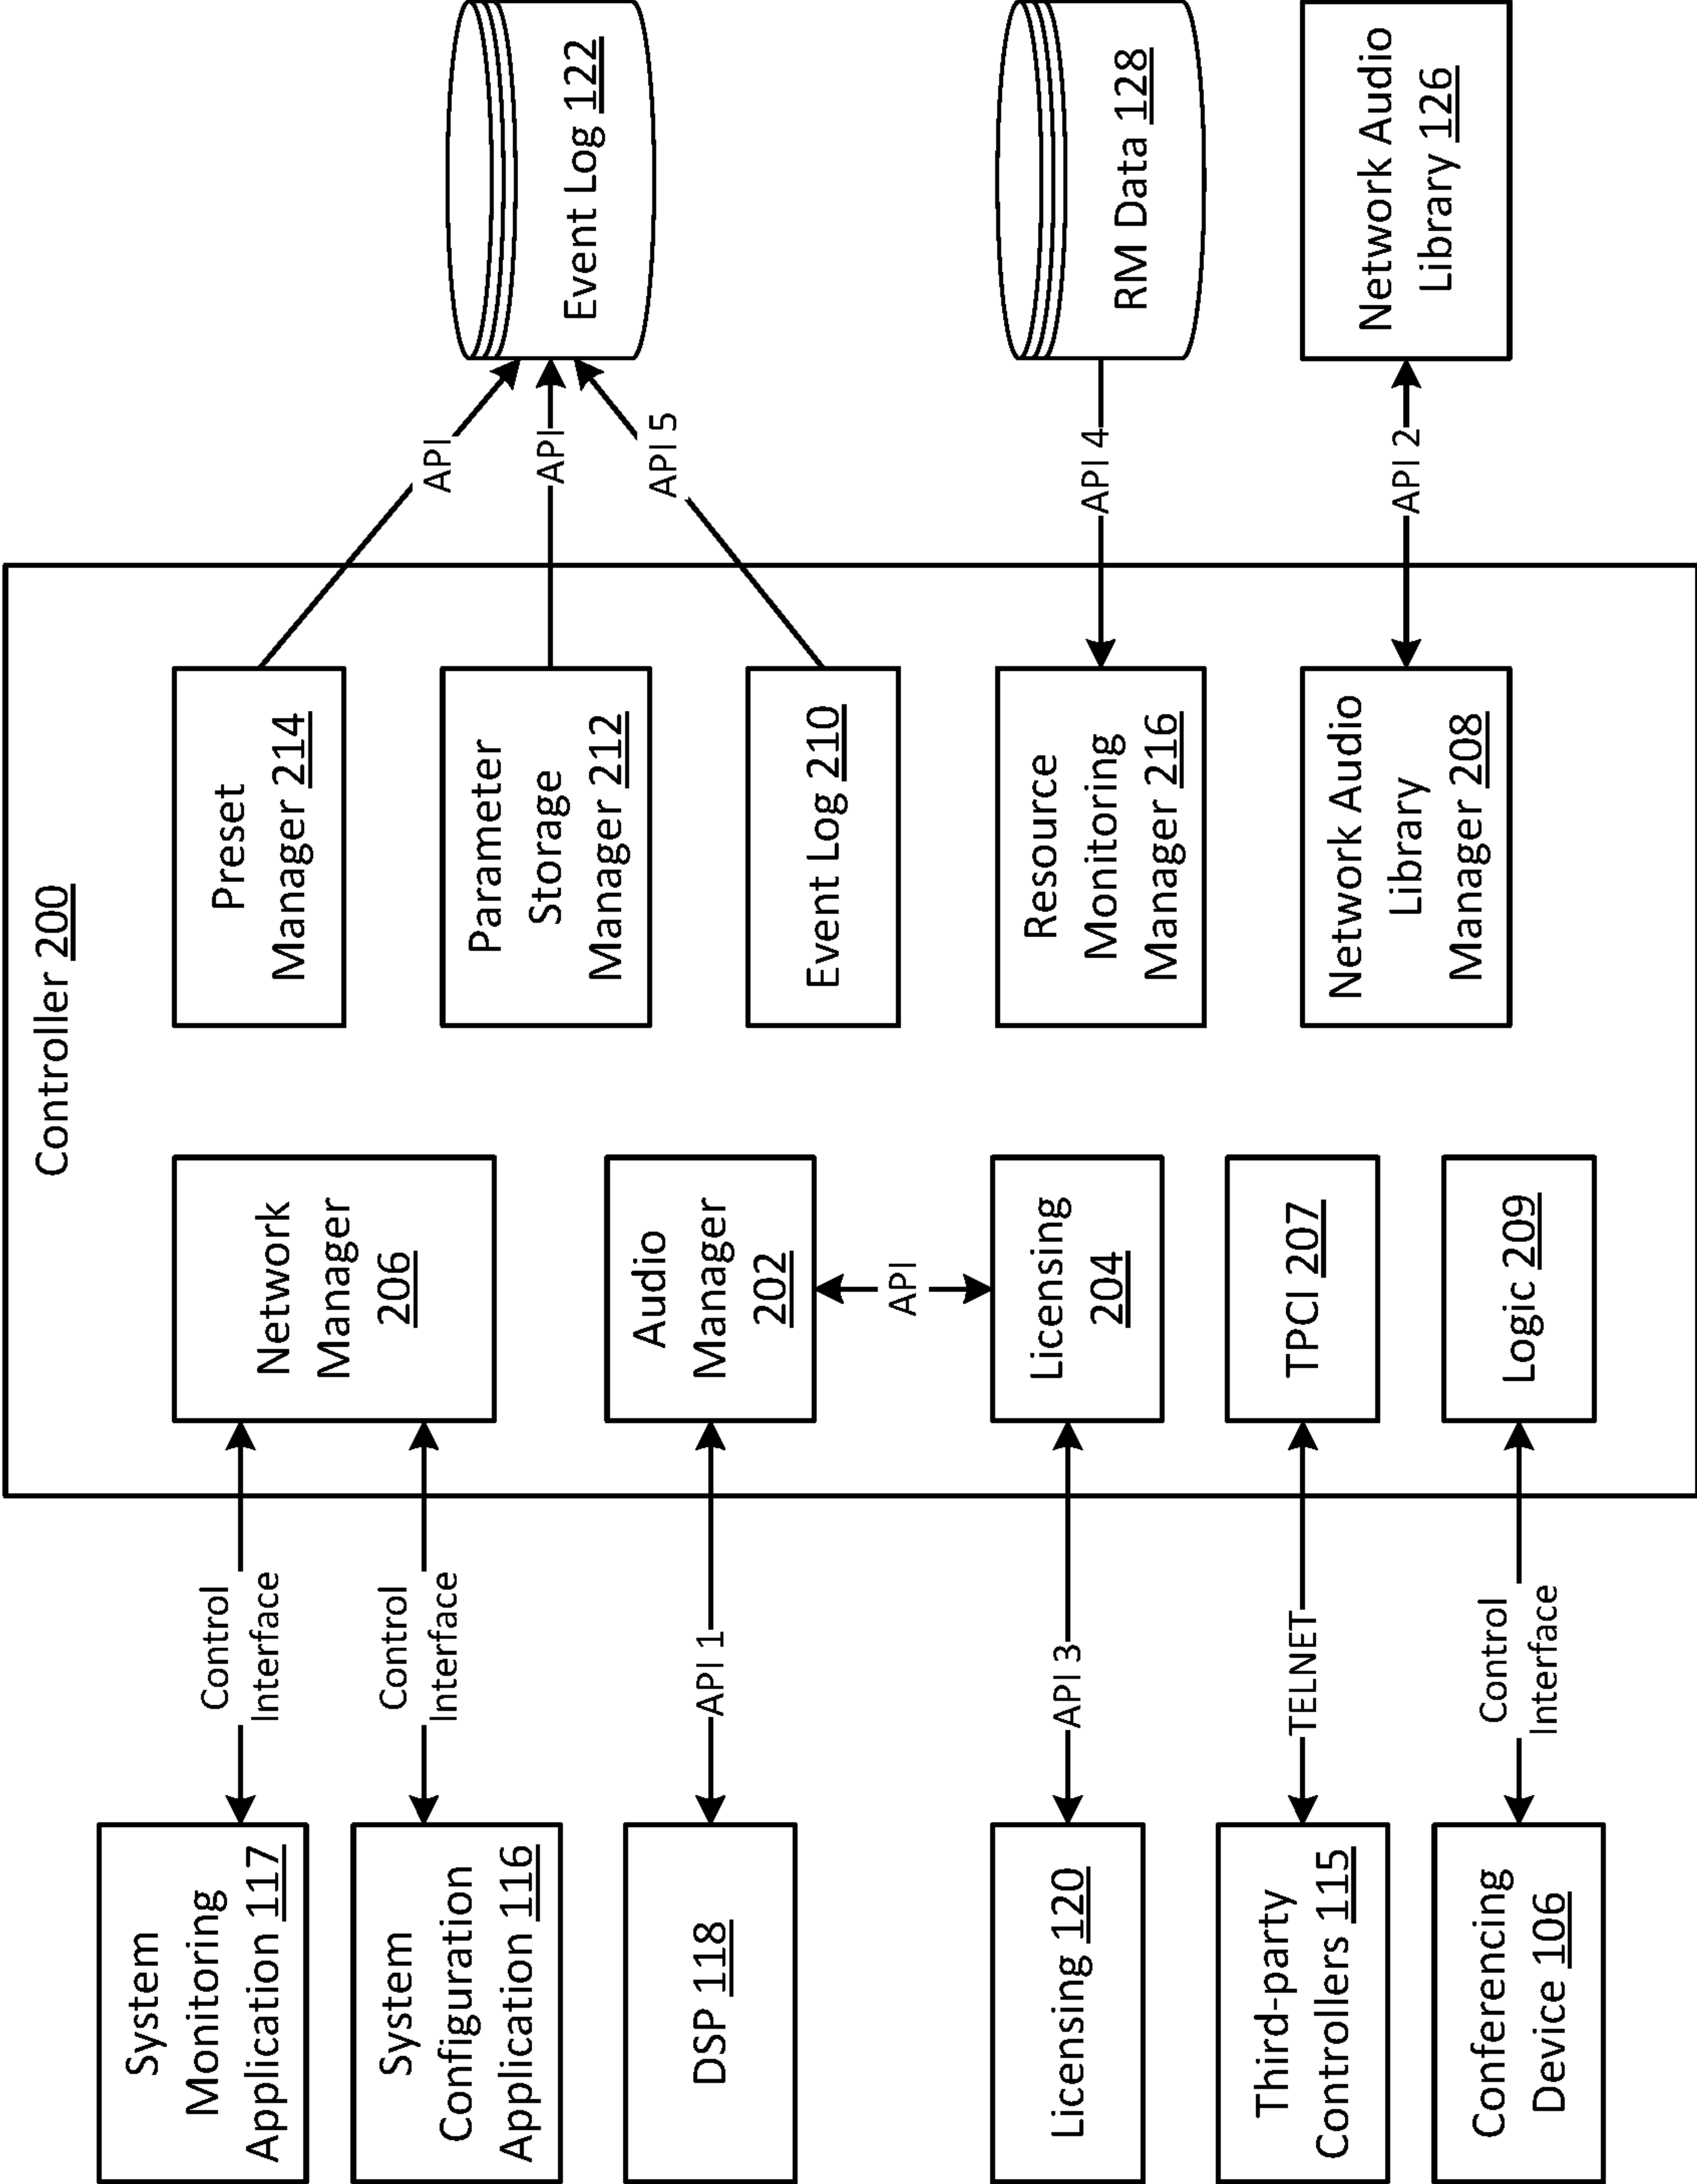 Controller 200
System
Monitoring
Application 117
Control
Interface
Network
Manager
206
Preset
Manager 214
API
Event Log 122
System
Configuration
Application 116
Control
Interface
Parameter
Storage
Manager 212
API
DSP 118
API 1
Audio
Manager
202
Event Log 210
API 5
API
Licensing 120
API 3
Licensing
204
Resource
Monitoring
Manager 216
API 4
RM Data 128
Third-party
Controllers 115
TELNET
TPCI 207
Network Audio
Library
Manager 208
API 2
Network Audio
Library 126
Conferencing
Device 106
Control
Interface
Logic 209